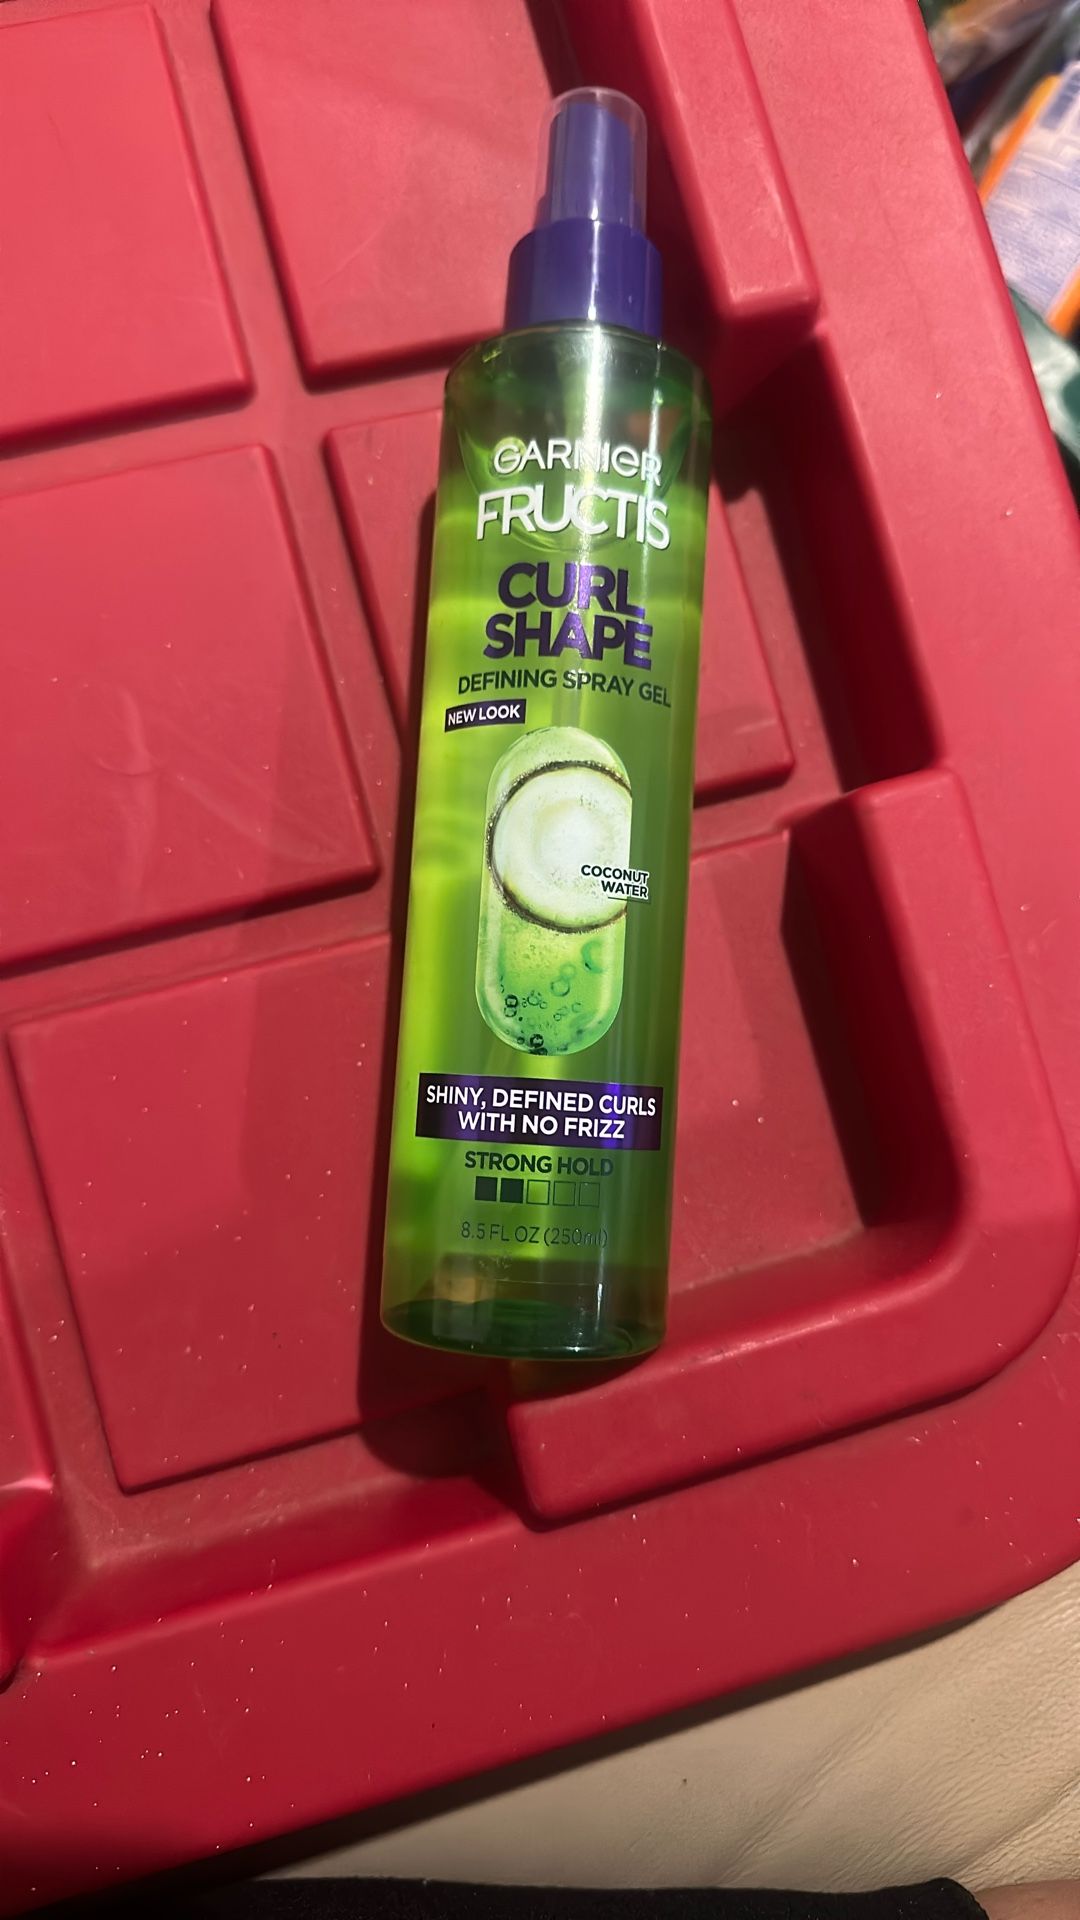 GARNIER
FRUCTIS
CURL
SHAPE
DEFINING SPRAY GEL
NEW LOOK
COCONUT
WATER
SHINY, DEFINED CURLS
WITH NO FRIZZ
STRONG HOLD
8.5 FL OZ (250ml)